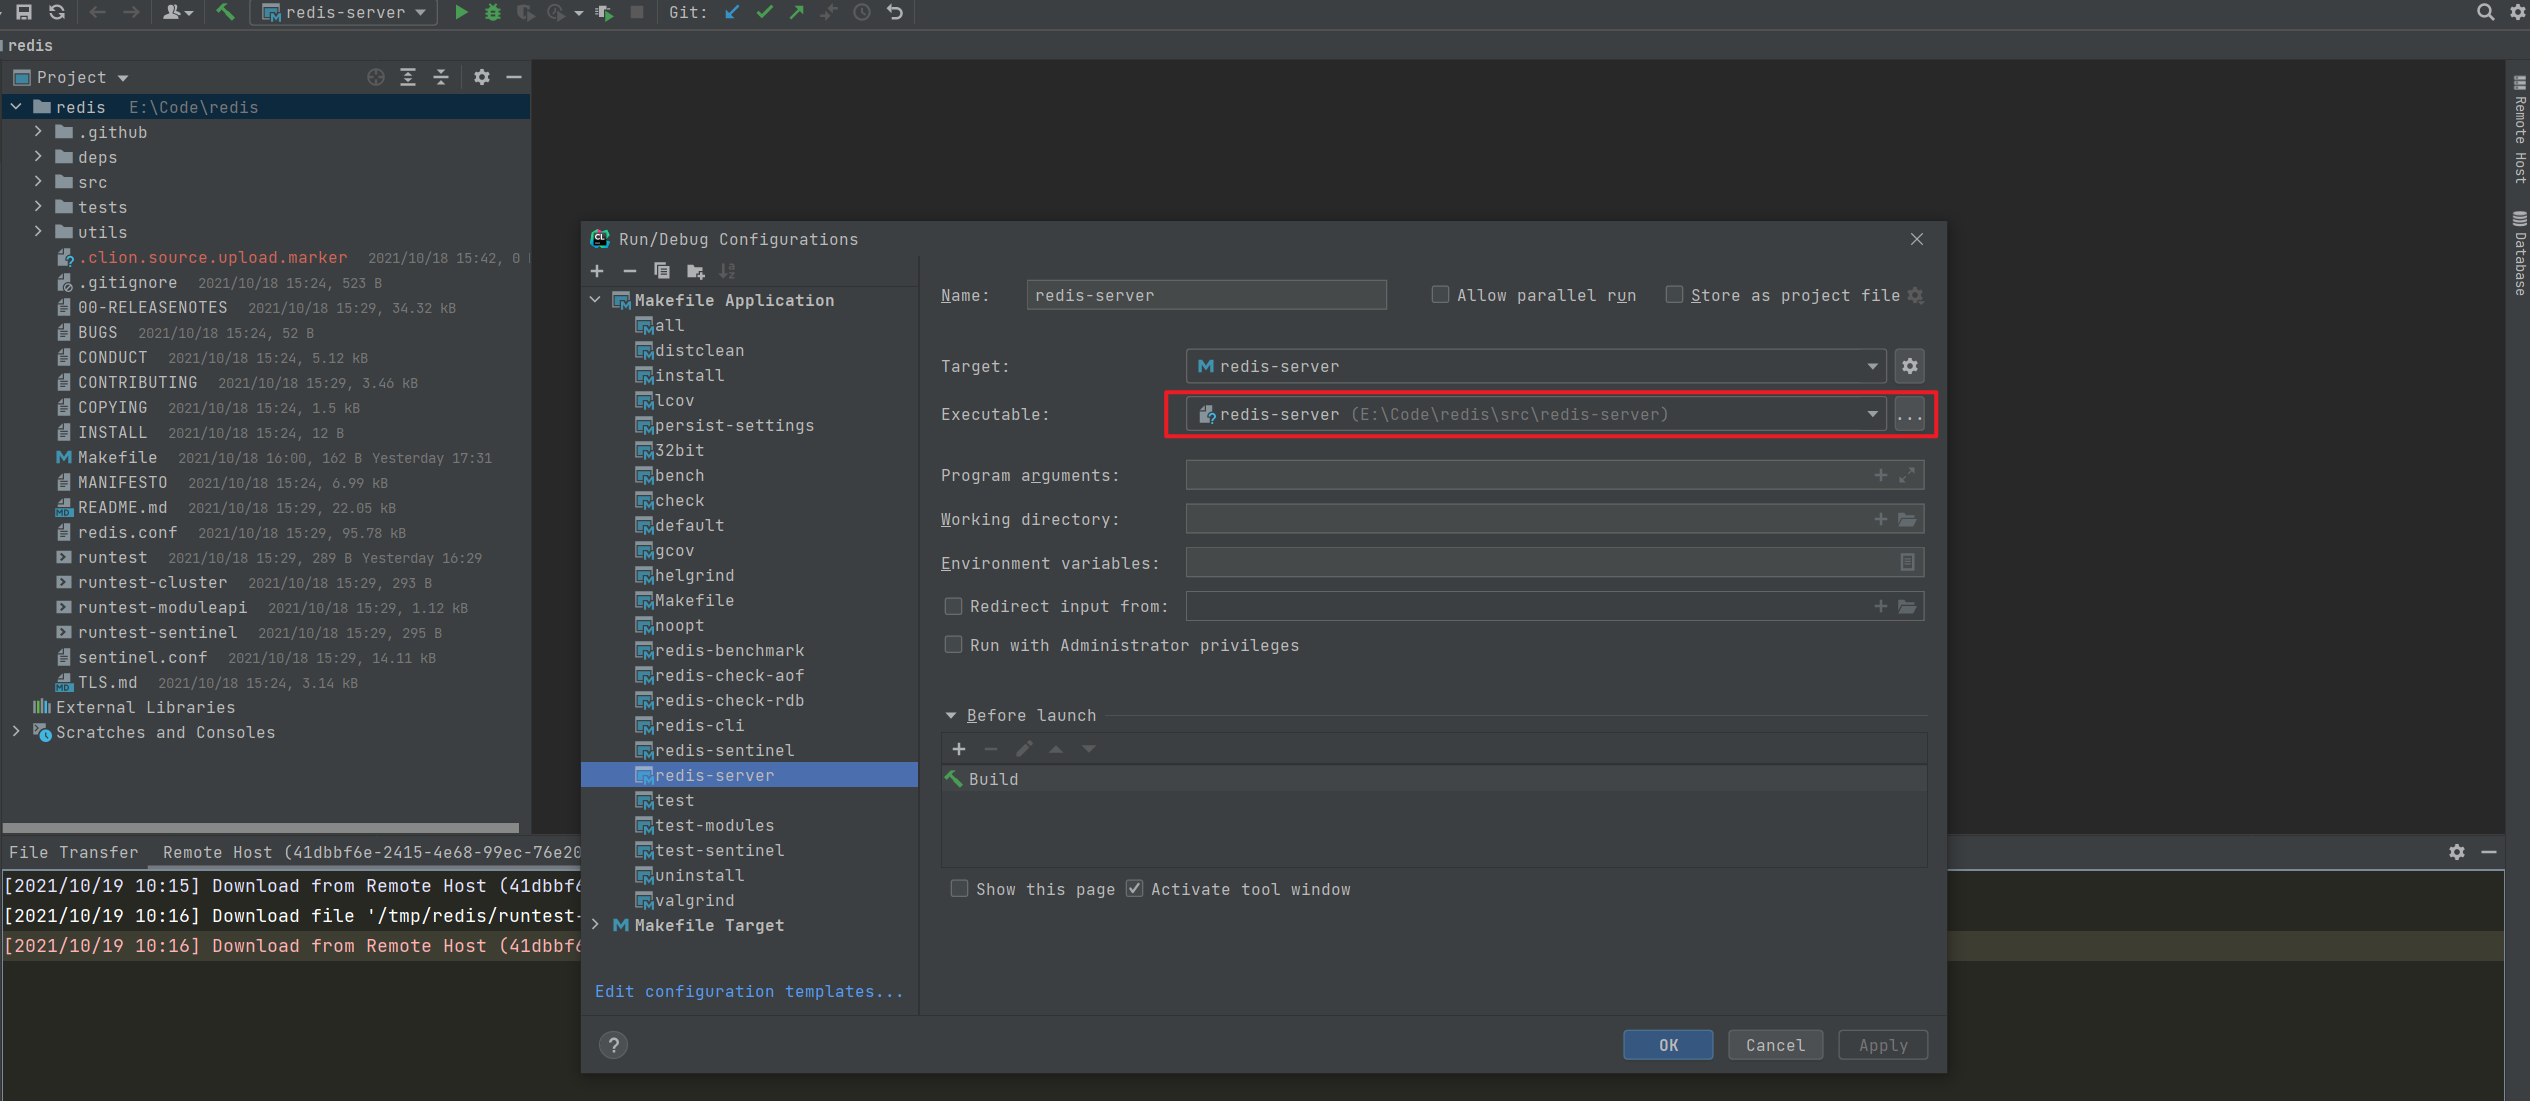 redis-server
Git:
redis
Project
redis E:\Code\redis
.github
deps
src
tests
utils
.clion.source.upload.marker 2021/10/18 15:42, 0
.gitignore 2021/10/18 15:24, 523 B
00-RELEASENOTES 2021/10/18 15:29, 34.32 kB
BUGS 2021/10/18 15:24, 52 B
CONDUCT 2021/10/18 15:24, 5.12 kB
CONTRIBUTING 2021/10/18 15:29, 3.46 kB
COPYING 2021/10/18 15:24, 1.5 kB
INSTALL 2021/10/18 15:24, 12 B
Makefile 2021/10/18 16:00, 162 B Yesterday 17:31
MANIFESTO 2021/10/18 15:24, 6.99 kB
README.md 2021/10/18 15:29, 22.05 kB
redis.conf 2021/10/18 15:29, 95.78 kB
runtest 2021/10/18 15:29, 289 B Yesterday 16:29
runtest-cluster 2021/10/18 15:29, 293 B
runtest-moduleapi 2021/10/18 15:29, 1.12 kB
runtest-sentinel 2021/10/18 15:29, 295 B
sentinel.conf 2021/10/18 15:29, 14.11 kB
TLS.md 2021/10/18 15:24, 3.14 kB
External Libraries
Scratches and Consoles
Run/Debug Configurations
Makefile Application
all
distclean
install
lcov
persist-settings
32bit
bench
check
default
gcov
helgrind
Makefile
noopt
redis-benchmark
redis-check-aof
redis-check-rdb
redis-cli
redis-sentinel
redis-server
test
test-modules
test-sentinel
uninstall
valgrind
Makefile Target
Edit configuration templates...
Name: redis-server
Allow parallel run
Store as project file
Target: redis-server
Executable: redis-server (E:\Code\redis\src\redis-server) ...
Program arguments:
Working directory:
Environment variables:
Redirect input from:
Run with Administrator privileges
Before launch
Build
Show this page
Activate tool window
?
OK
Cancel
Apply
File Transfer
Remote Host (41dbbf6e-2415-4e68-99ec-76e20
[2021/10/19 10:15] Download from Remote Host (41dbbf6
[2021/10/19 10:16] Download file '/tmp/redis/runtest-
[2021/10/19 10:16] Download from Remote Host (41dbbf6
Remote Host
Database